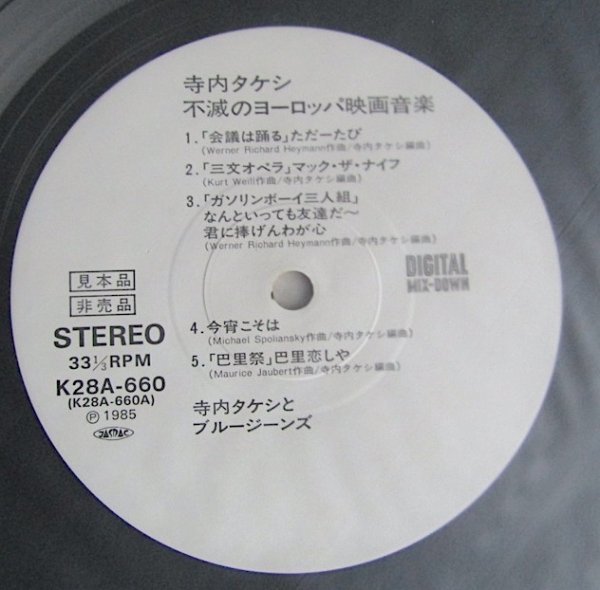 寺内タケシ
不滅のヨーロッパ映画音楽
1.「会議は踊る」ただ一たび
(Werner Richard Heymann作曲/寺内タケシ編曲)
2.「三文オペラ」マック・ザ・ナイフ
(Kurt Weill作曲/寺内タケシ編曲)
3.「ガソリンボーイ三人組」
なんといっても友達だ〜
君に捧げんわが心
(Werner Richard Heymann作曲/寺内タケシ編曲)
DIGITAL
MIX-DOWN
見本品
非売品
STEREO
33 1/3 RPM
K28A-660
(K28A-660A)
Ⓟ 1985
JASRAC
4.今宵こそは
(Michael Spoliansky作曲/寺内タケシ編曲)
5.「巴里祭」巴里恋しや
(Maurice Jaubert作曲/寺内タケシ編曲)
寺内タケシと
ブルージーンズ